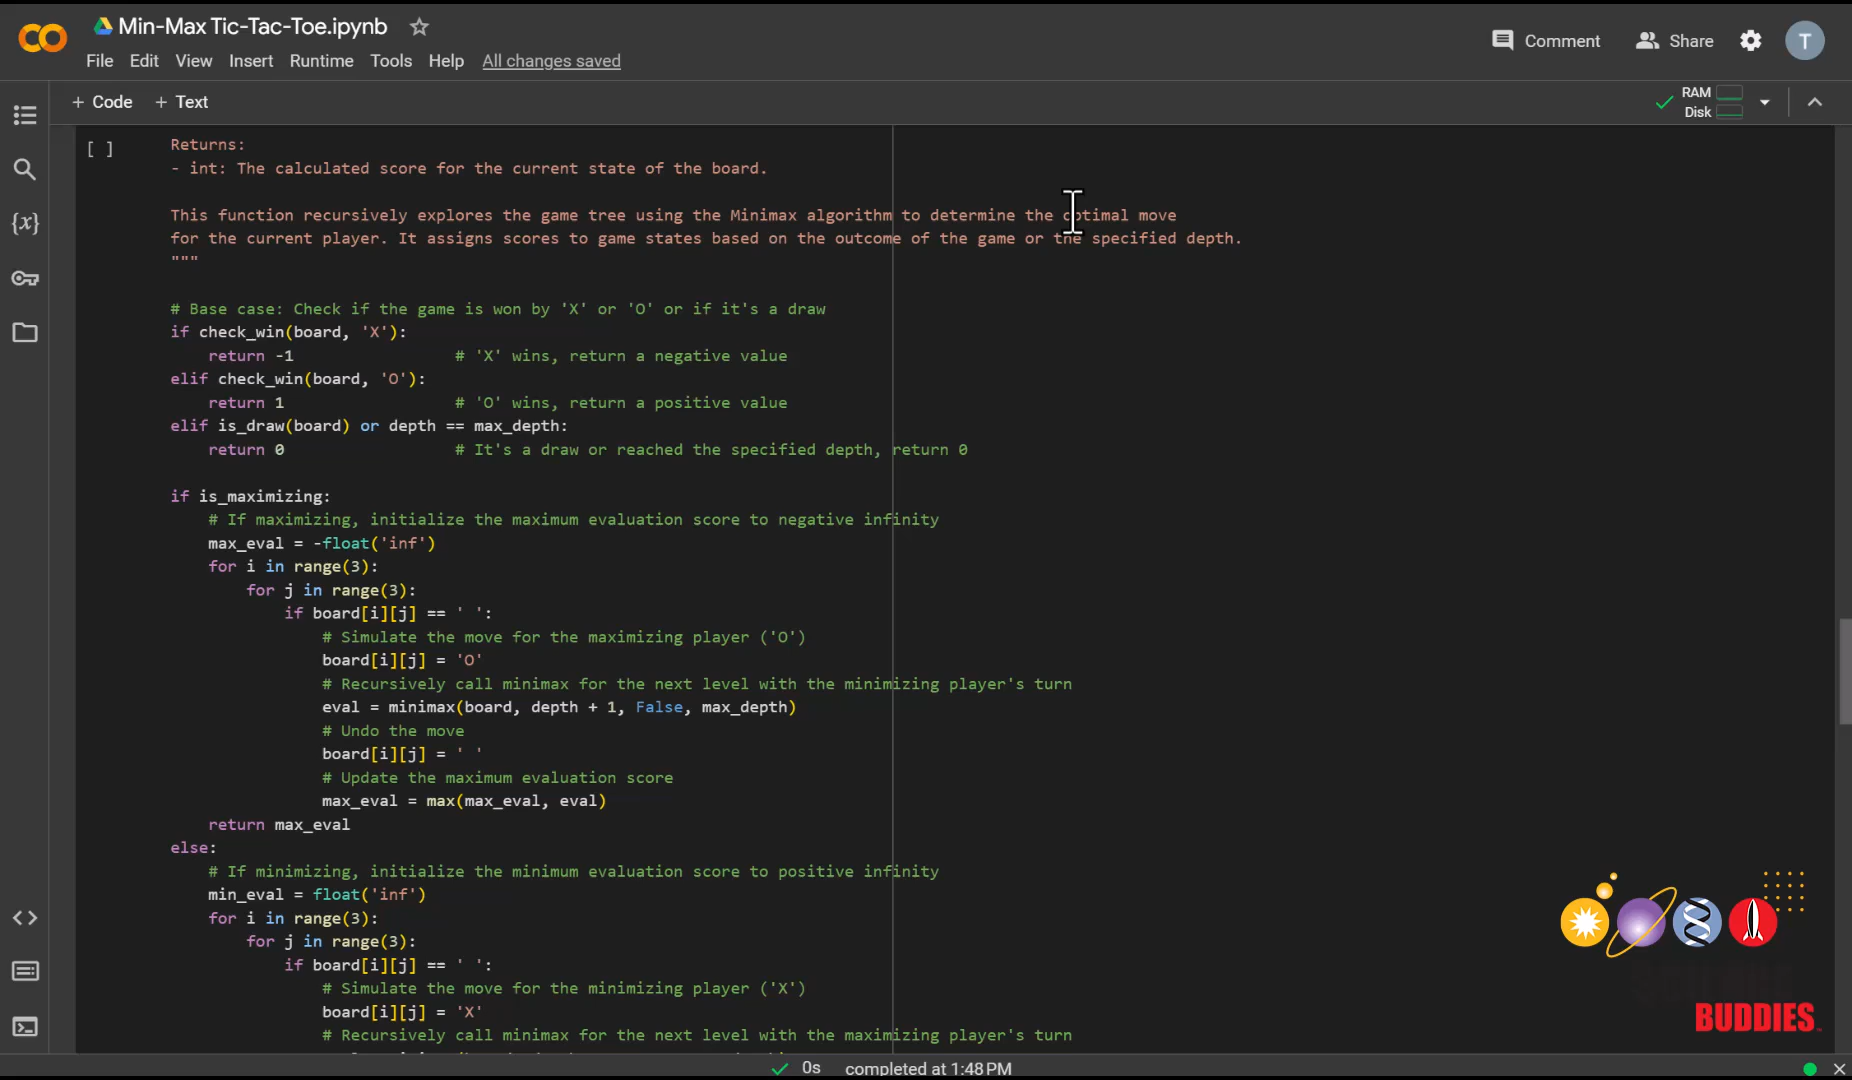 Min-Max Tic-Tac-Toe.ipynb
Comment
Share
T
File Edit View Insert Runtime Tools Help All changes saved
+ Code + Text
RAM
Disk
[ ]
Returns:
- int: The calculated score for the current state of the board.
This function recursively explores the game tree using the Minimax algorithm to determine the optimal move
for the current player. It assigns scores to game states based on the outcome of the game or the specified depth.
"""
# Base case: Check if the game is won by 'X' or 'O' or if it's a draw
if check_win(board, 'X'):
return -1 # 'X' wins, return a negative value
elif check_win(board, 'O'):
return 1 # 'O' wins, return a positive value
elif is_draw(board) or depth == max_depth:
return 0 # It's a draw or reached the specified depth, return 0
if is_maximizing:
# If maximizing, initialize the maximum evaluation score to negative infinity
max_eval = -float('inf')
for i in range(3):
for j in range(3):
if board[i][j] == ' ':
# Simulate the move for the maximizing player ('O')
board[i][j] = 'O'
# Recursively call minimax for the next level with the minimizing player's turn
eval = minimax(board, depth + 1, False, max_depth)
# Undo the move
board[i][j] = ' '
# Update the maximum evaluation score
max_eval = max(max_eval, eval)
return max_eval
else:
# If minimizing, initialize the minimum evaluation score to positive infinity
min_eval = float('inf')
for i in range(3):
for j in range(3):
if board[i][j] == ' ':
# Simulate the move for the minimizing player ('X')
board[i][j] = 'X'
# Recursively call minimax for the next level with the maximizing player's turn
BUDDIES
0s completed at 1:48 PM